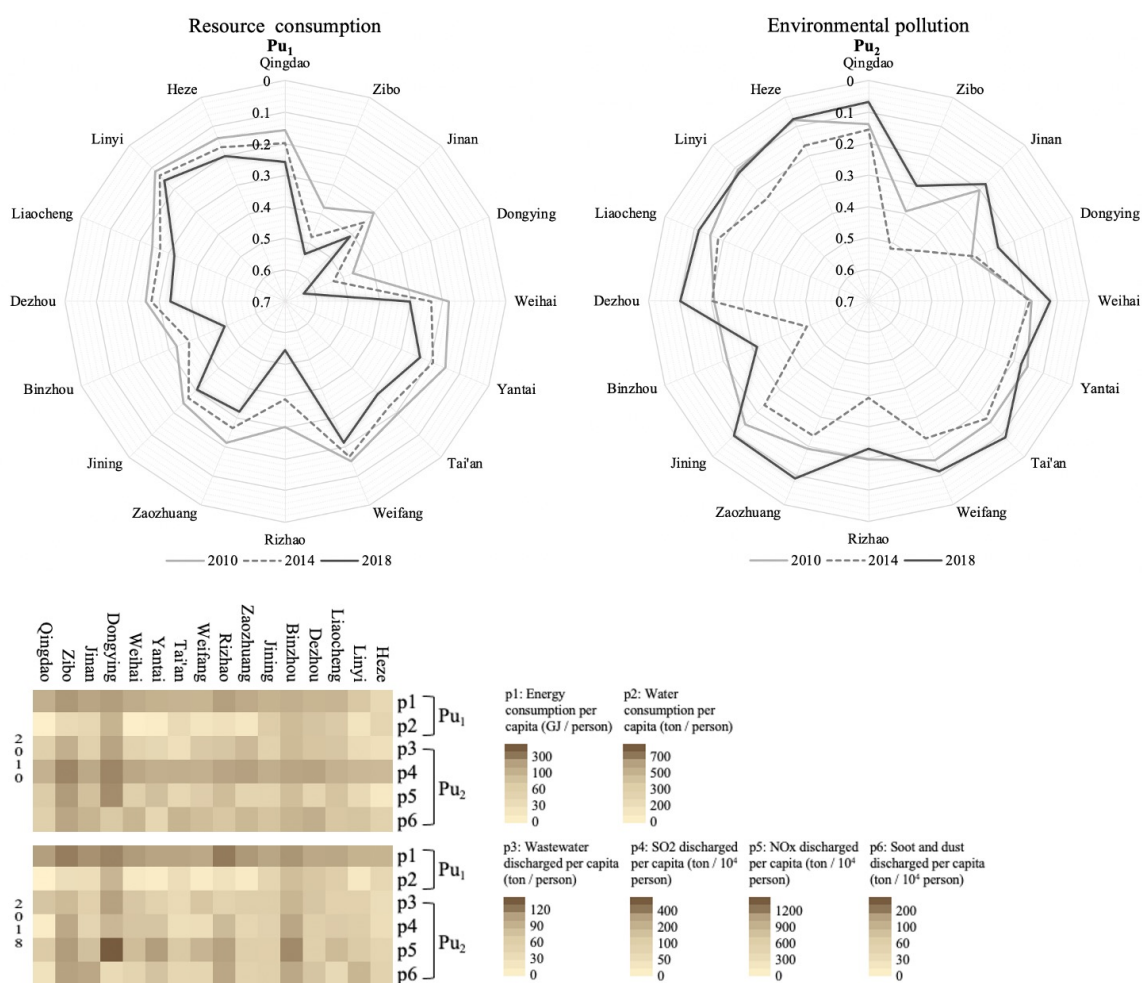 Resource consumption
Pu1
Qingdao
Zibo
Jinan
Dongying
Weihai
Yantai
Tai'an
Weifang
Rizhao
Zaozhuang
Jining
Binzhou
Dezhou
Liaocheng
Linyi
Heze
0
0.1
0.2
0.3
0.4
0.5
0.6
0.7
2010 2014 2018
Environmental pollution
Pu2
Qingdao
Zibo
Jinan
Dongying
Weihai
Yantai
Tai'an
Weifang
Rizhao
Zaozhuang
Jining
Binzhou
Dezhou
Liaocheng
Linyi
Heze
0
0.1
0.2
0.3
0.4
0.5
0.6
0.7
2010 2014 2018
Qingdao
Zibo
Jinan
Dongying
Weihai
Yantai
Tai'an
Weifang
Rizhao
Zaozhuang
Jining
Binzhou
Dezhou
Liaocheng
Linyi
Heze
2010
p1
p2
Pu1
p3
p4
p5
p6
Pu2
2018
p1
p2
Pu1
p3
p4
p5
p6
Pu2
p1: Energy
consumption per
capita (GJ / person)
300
100
60
30
0
p2: Water
consumption per
capita (ton / person)
700
500
300
200
0
p3: Wastewater
discharged per capita
(ton / person)
120
90
60
30
0
p4: SO2 discharged
per capita (ton / 10⁴
person)
400
200
100
50
0
p5: NOx discharged
per capita (ton / 10⁴
person)
1200
900
600
300
0
p6: Soot and dust
discharged per capita
(ton / 10⁴ person)
200
100
60
30
0